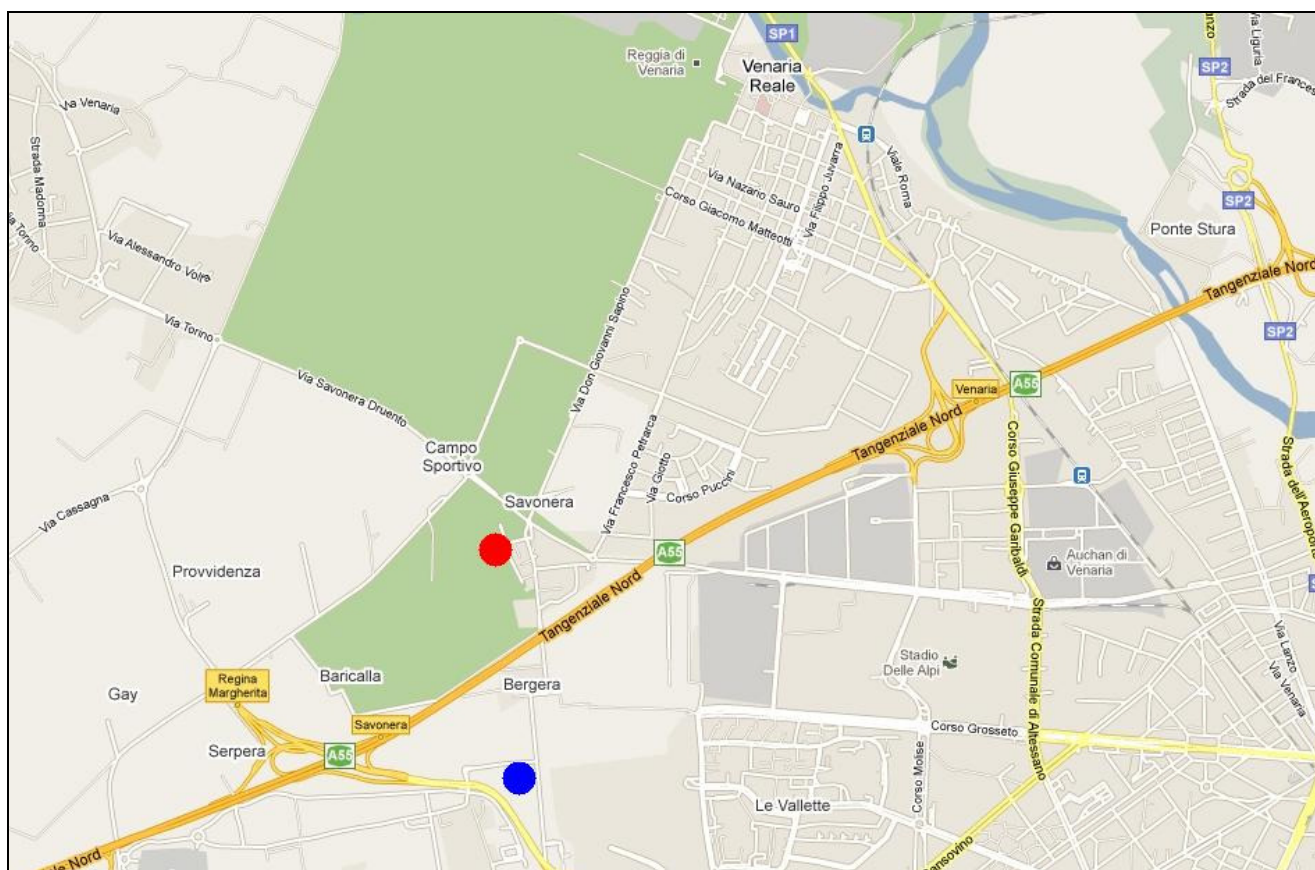 SP1
Reggia di
Venaria
Venaria
Reale
Via Liguria
SP2
Strada del Frances
Via Venaria
Strada Madonna
Via Torino
Via Alessandro Volta
Via Torino
Via Nazario Sauro
Corso Giacomo Matteotti
Via Filippo Juvarra
Viale Roma
SP2
Ponte Stura
Tangenziale Nord
SP2
Via Savonera Druento
Via Don Giovanni Sapino
Venaria
A55
Tangenziale Nord
Campo
Sportivo
Via Francesco Petrarca
Via Giotto
Corso Puccini
Corso Giuseppe Garibaldi
Strada dell'Aeroporto
Via Cassagna
Savonera
A55
Auchan di
Venaria
Provvidenza
Tangenziale Nord
Strada Comunale di Altessano
Via Lanzo
Via Venaria
Stadio
Delle Alpi
Regina
Margherita
Baricalla
Bergera
Gay
Savonera
Serpera
A55
Corso Grosseto
Corso Molise
Le Vallette
Tangenziale Nord